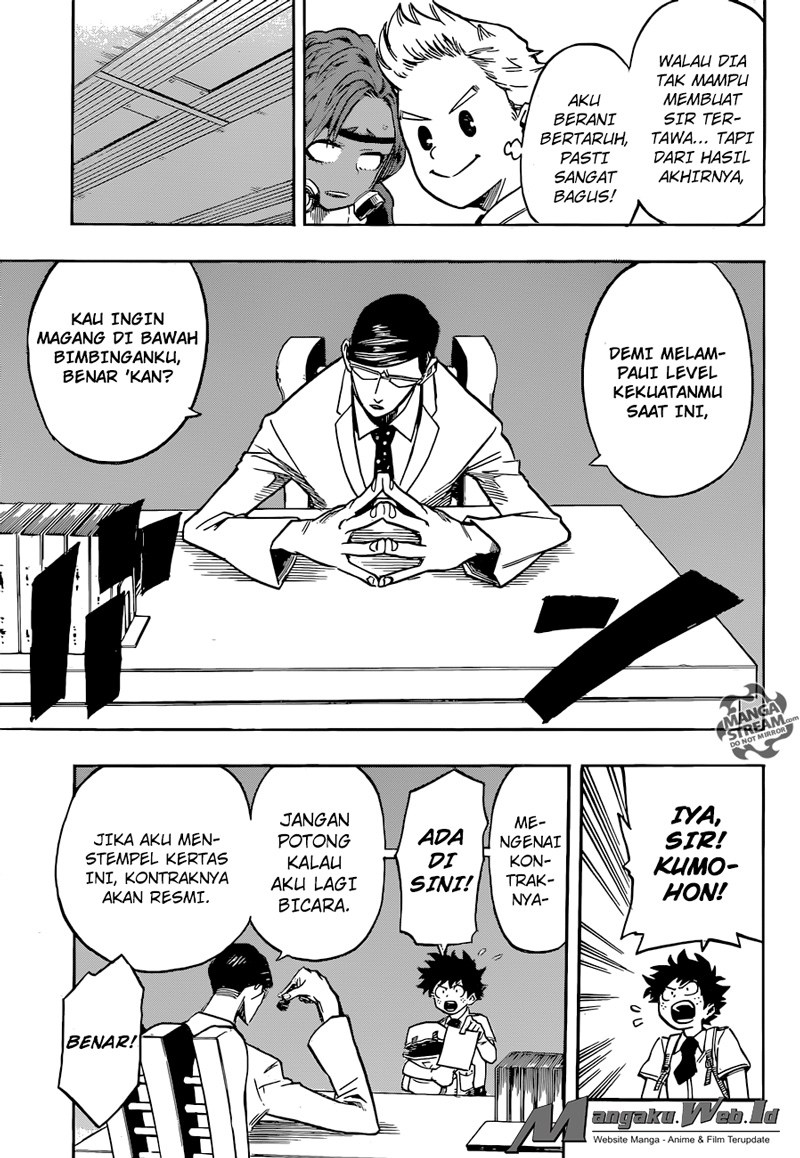 WALAU DIA
TAK MAMPU
MEMBUAT
SIR TER-
TAWA... TAPI
DARI HASIL
AKHIRNYA,
AKU
BERANI
BERTARUH,
PASTI
SANGAT
BAGUS!
DEMI MELAM-
PAUI LEVEL
KEKUATANMU
SAAT INI,
KAU INGIN
MAGANG DI BAWAH
BIMBINGANKU,
BENAR 'KAN?
MANGA
STREAM.com
DO NOT MIRROR
IYA,
SIR!
KUMO-
HON!
ME-
NGENAI
KON-
TRAK-
NYA-
ADA
DI
SINI!
JANGAN
POTONG
KALAU
AKU LAGI
BICARA.
JIKA AKU MEN-
STEMPEL KERTAS
INI, KONTRAKNYA
AKAN RESMI.
BENAR!
Mangaku.Web.Id
Website Manga - Anime & Film Terupdate